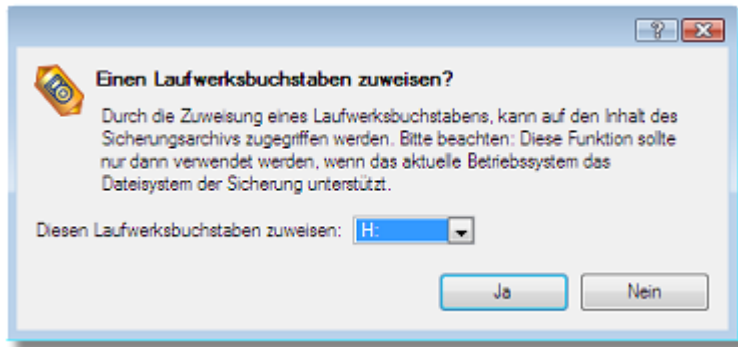 Einen Laufwerksbuchstaben zuweisen?
Durch die Zuweisung eines Laufwerksbuchstabens, kann auf den Inhalt des
Sicherungsarchivs zugegriffen werden. Bitte beachten: Diese Funktion sollte
nur dann verwendet werden, wenn das aktuelle Betriebssystem das
Dateisystem der Sicherung unterstützt.
Diesen Laufwerksbuchstaben zuweisen: H:
Ja Nein